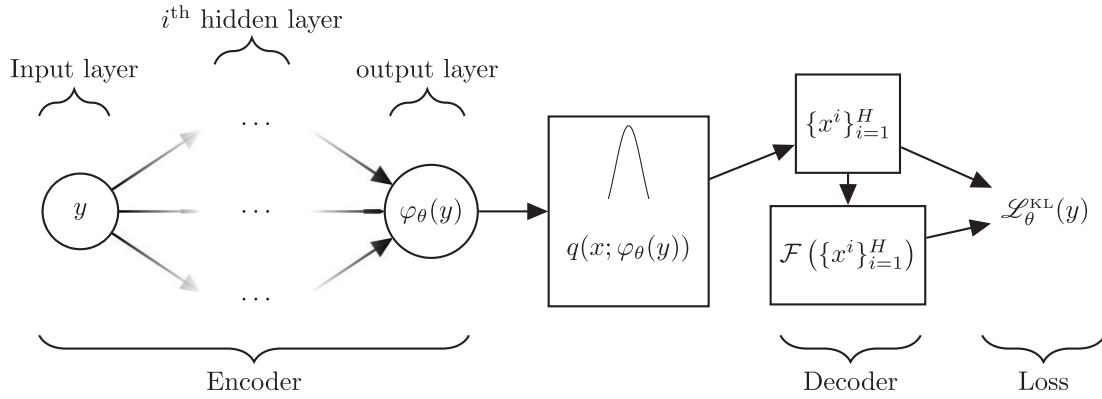 i^th hidden layer
Input layer
output layer
. . .
y
. . .
φ_θ(y)
. . .
q(x; φ_θ(y))
{x^i}_{i=1}^H
F ({x^i}_{i=1}^H)
ℒ_θ^KL(y)
Encoder
Decoder
Loss